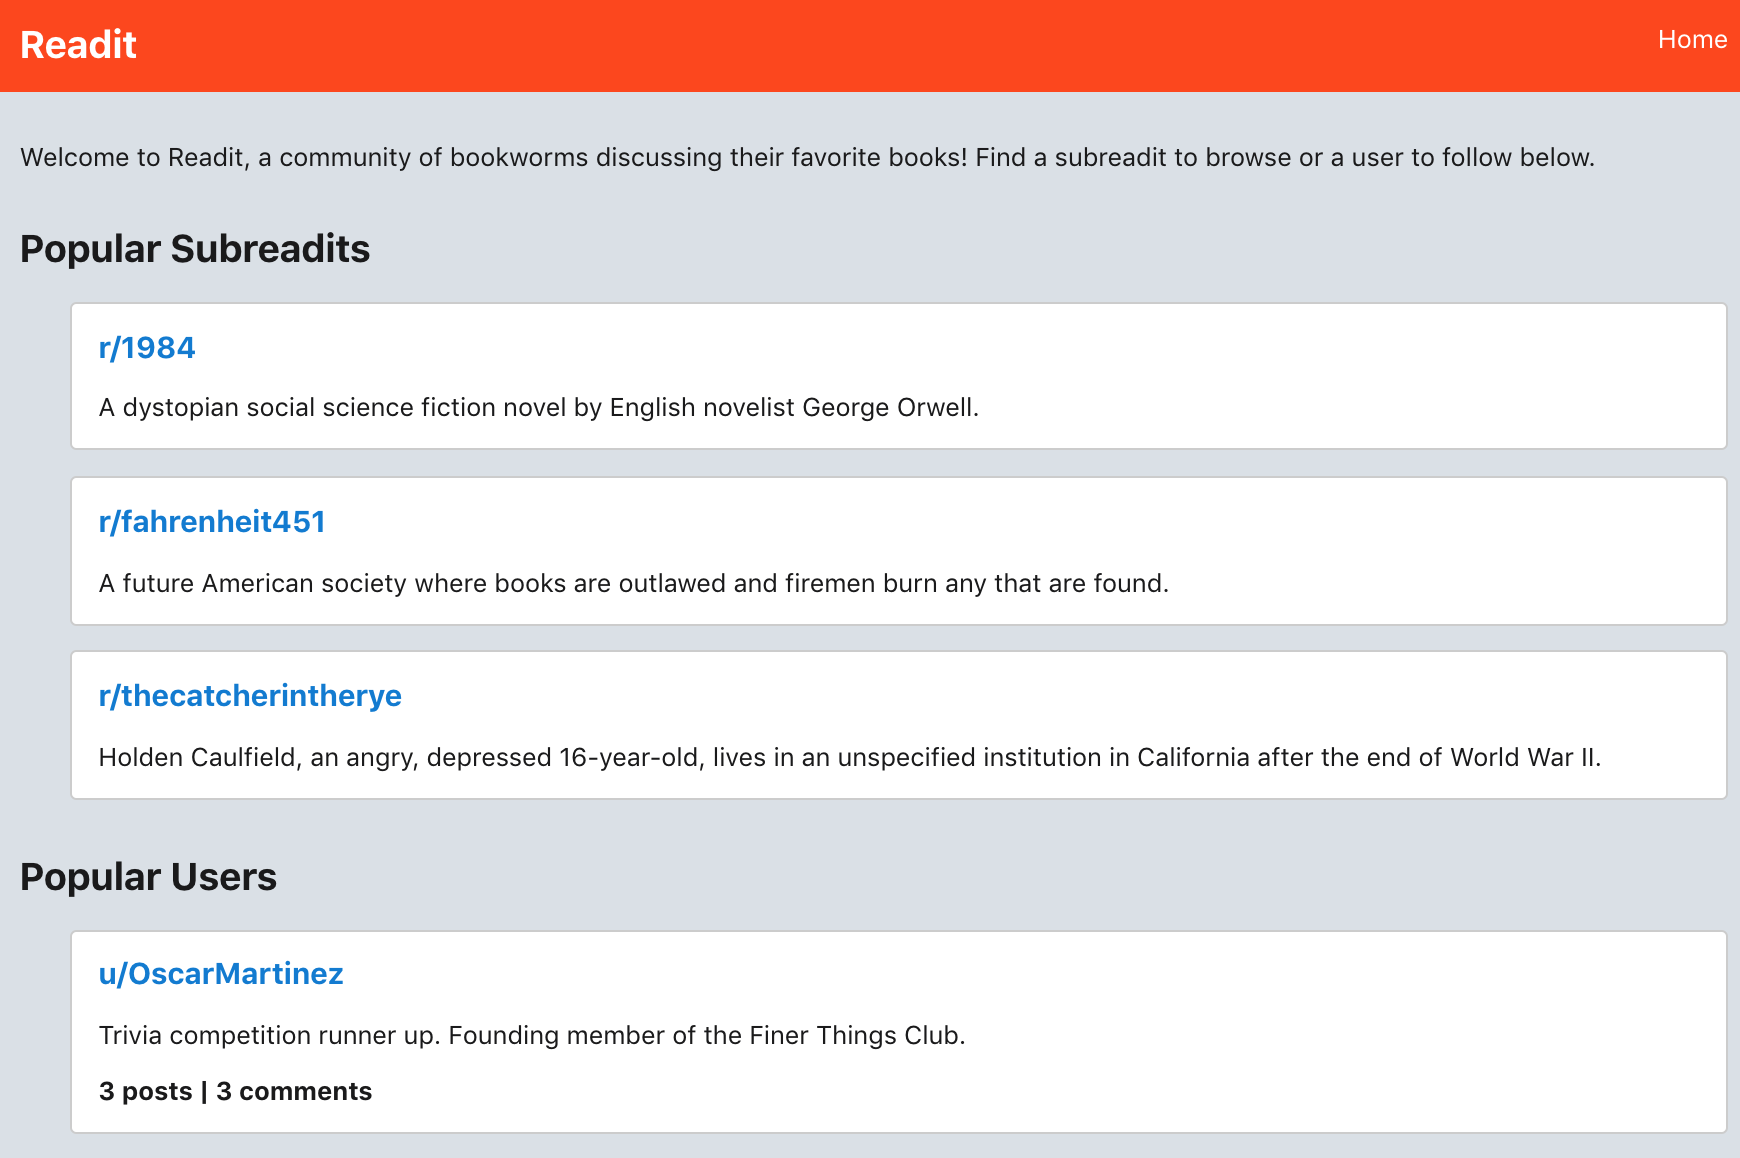 Readit
Home
Welcome to Readit, a community of bookworms discussing their favorite books! Find a subreadit to browse or a user to follow below.
Popular Subreadits
r/1984
A dystopian social science fiction novel by English novelist George Orwell.
r/fahrenheit451
A future American society where books are outlawed and firemen burn any that are found.
r/thecatcherintherye
Holden Caulfield, an angry, depressed 16-year-old, lives in an unspecified institution in California after the end of World War II.
Popular Users
u/OscarMartinez
Trivia competition runner up. Founding member of the Finer Things Club.
3 posts | 3 comments